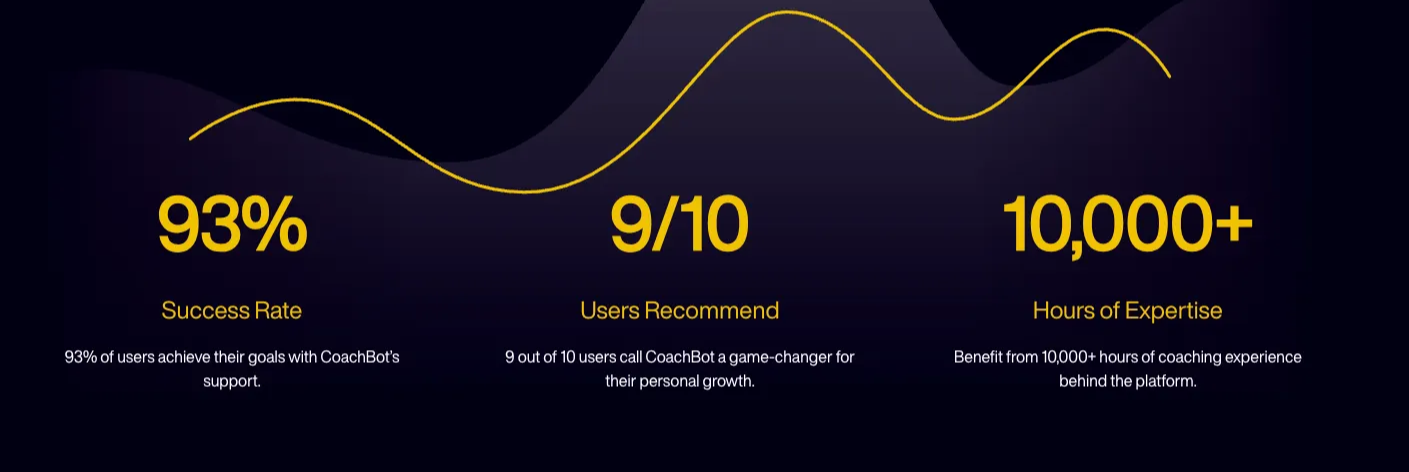 93%
9/10
10,000+
Success Rate
Users Recommend
Hours of Expertise
93% of users achieve their goals with CoachBot's
support.
9 out of 10 users call CoachBot a game-changer for
their personal growth.
Benefit from 10,000+ hours of coaching experience
behind the platform.